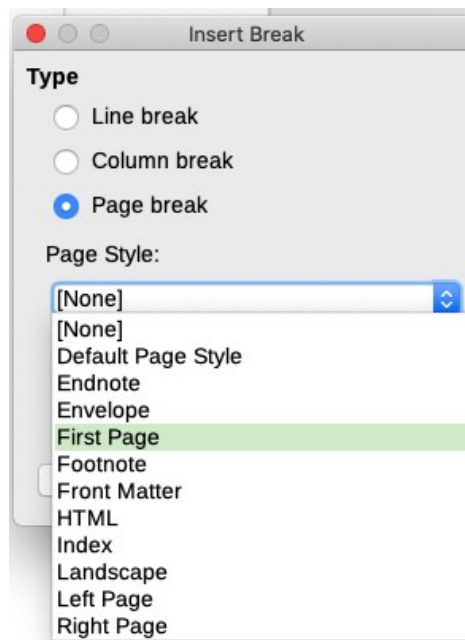 Insert Break
Type
Line break
Column break
Page break
Page Style:
[None]
[None]
Default Page Style
Endnote
Envelope
First Page
Footnote
Front Matter
HTML
Index
Landscape
Left Page
Right Page